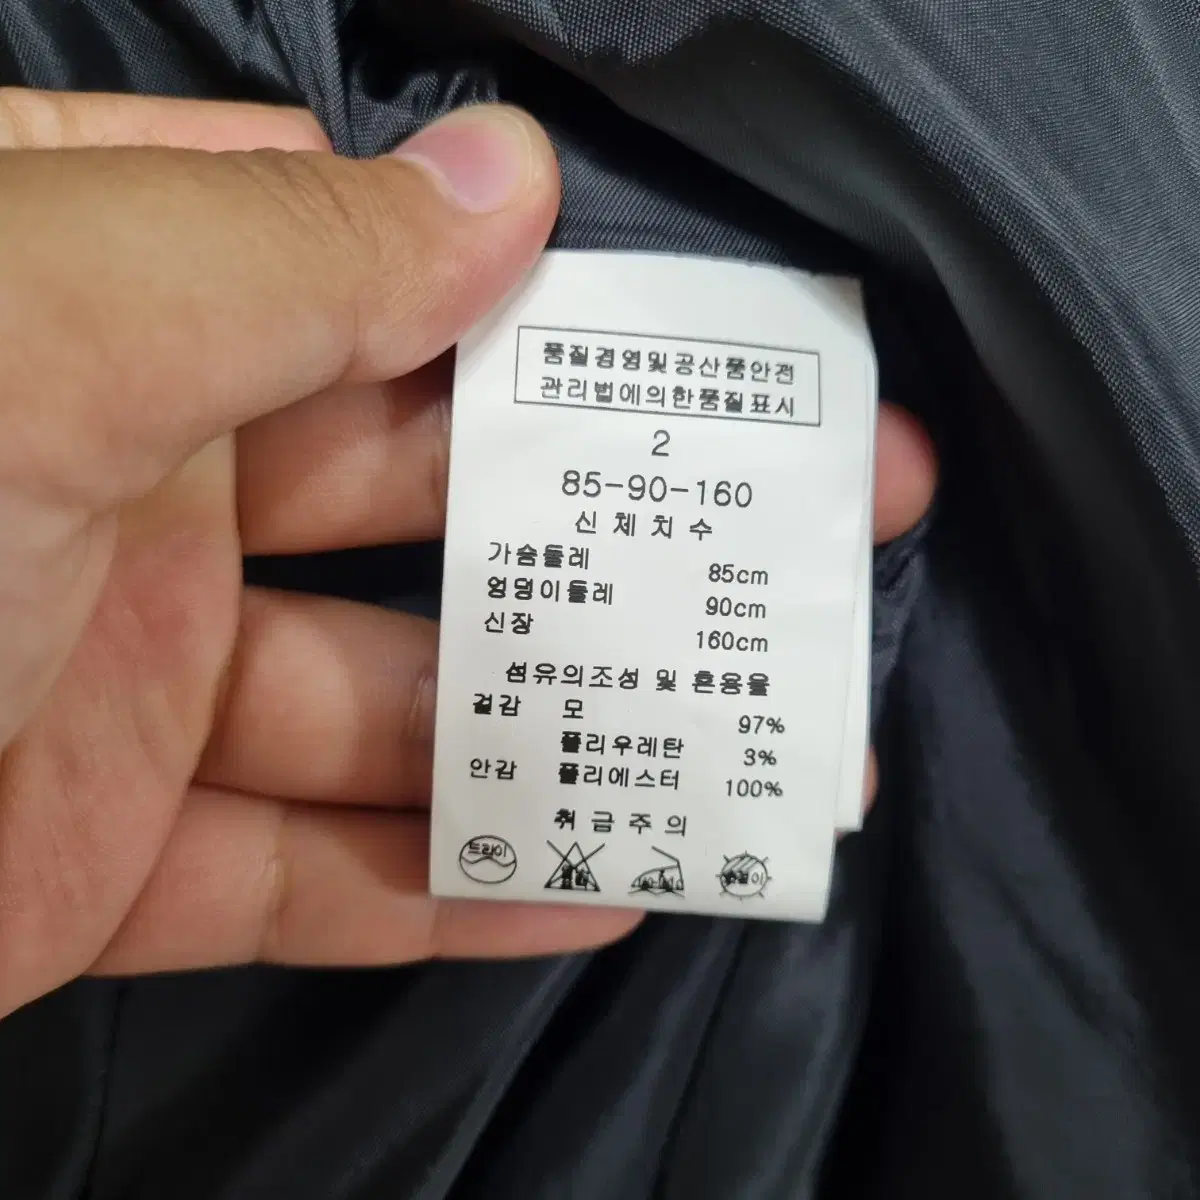 품질경영및공산품안전
관리법에의한품질표시
2
85-90-160
신체치수
가슴둘레 85cm
엉덩이둘레 90cm
신장 160cm
섬유의조성 및 혼용율
겉감 모 97%
폴리우레탄 3%
안감 폴리에스터 100%
취급주의
드라이